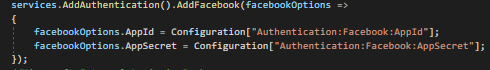 services.AddAuthentication().AddFacebook(facebookOptions =>
{
facebookOptions.AppId = Configuration["Authentication:Facebook:AppId"];
facebookOptions.AppSecret = Configuration["Authentication:Facebook:AppSecret"];
});